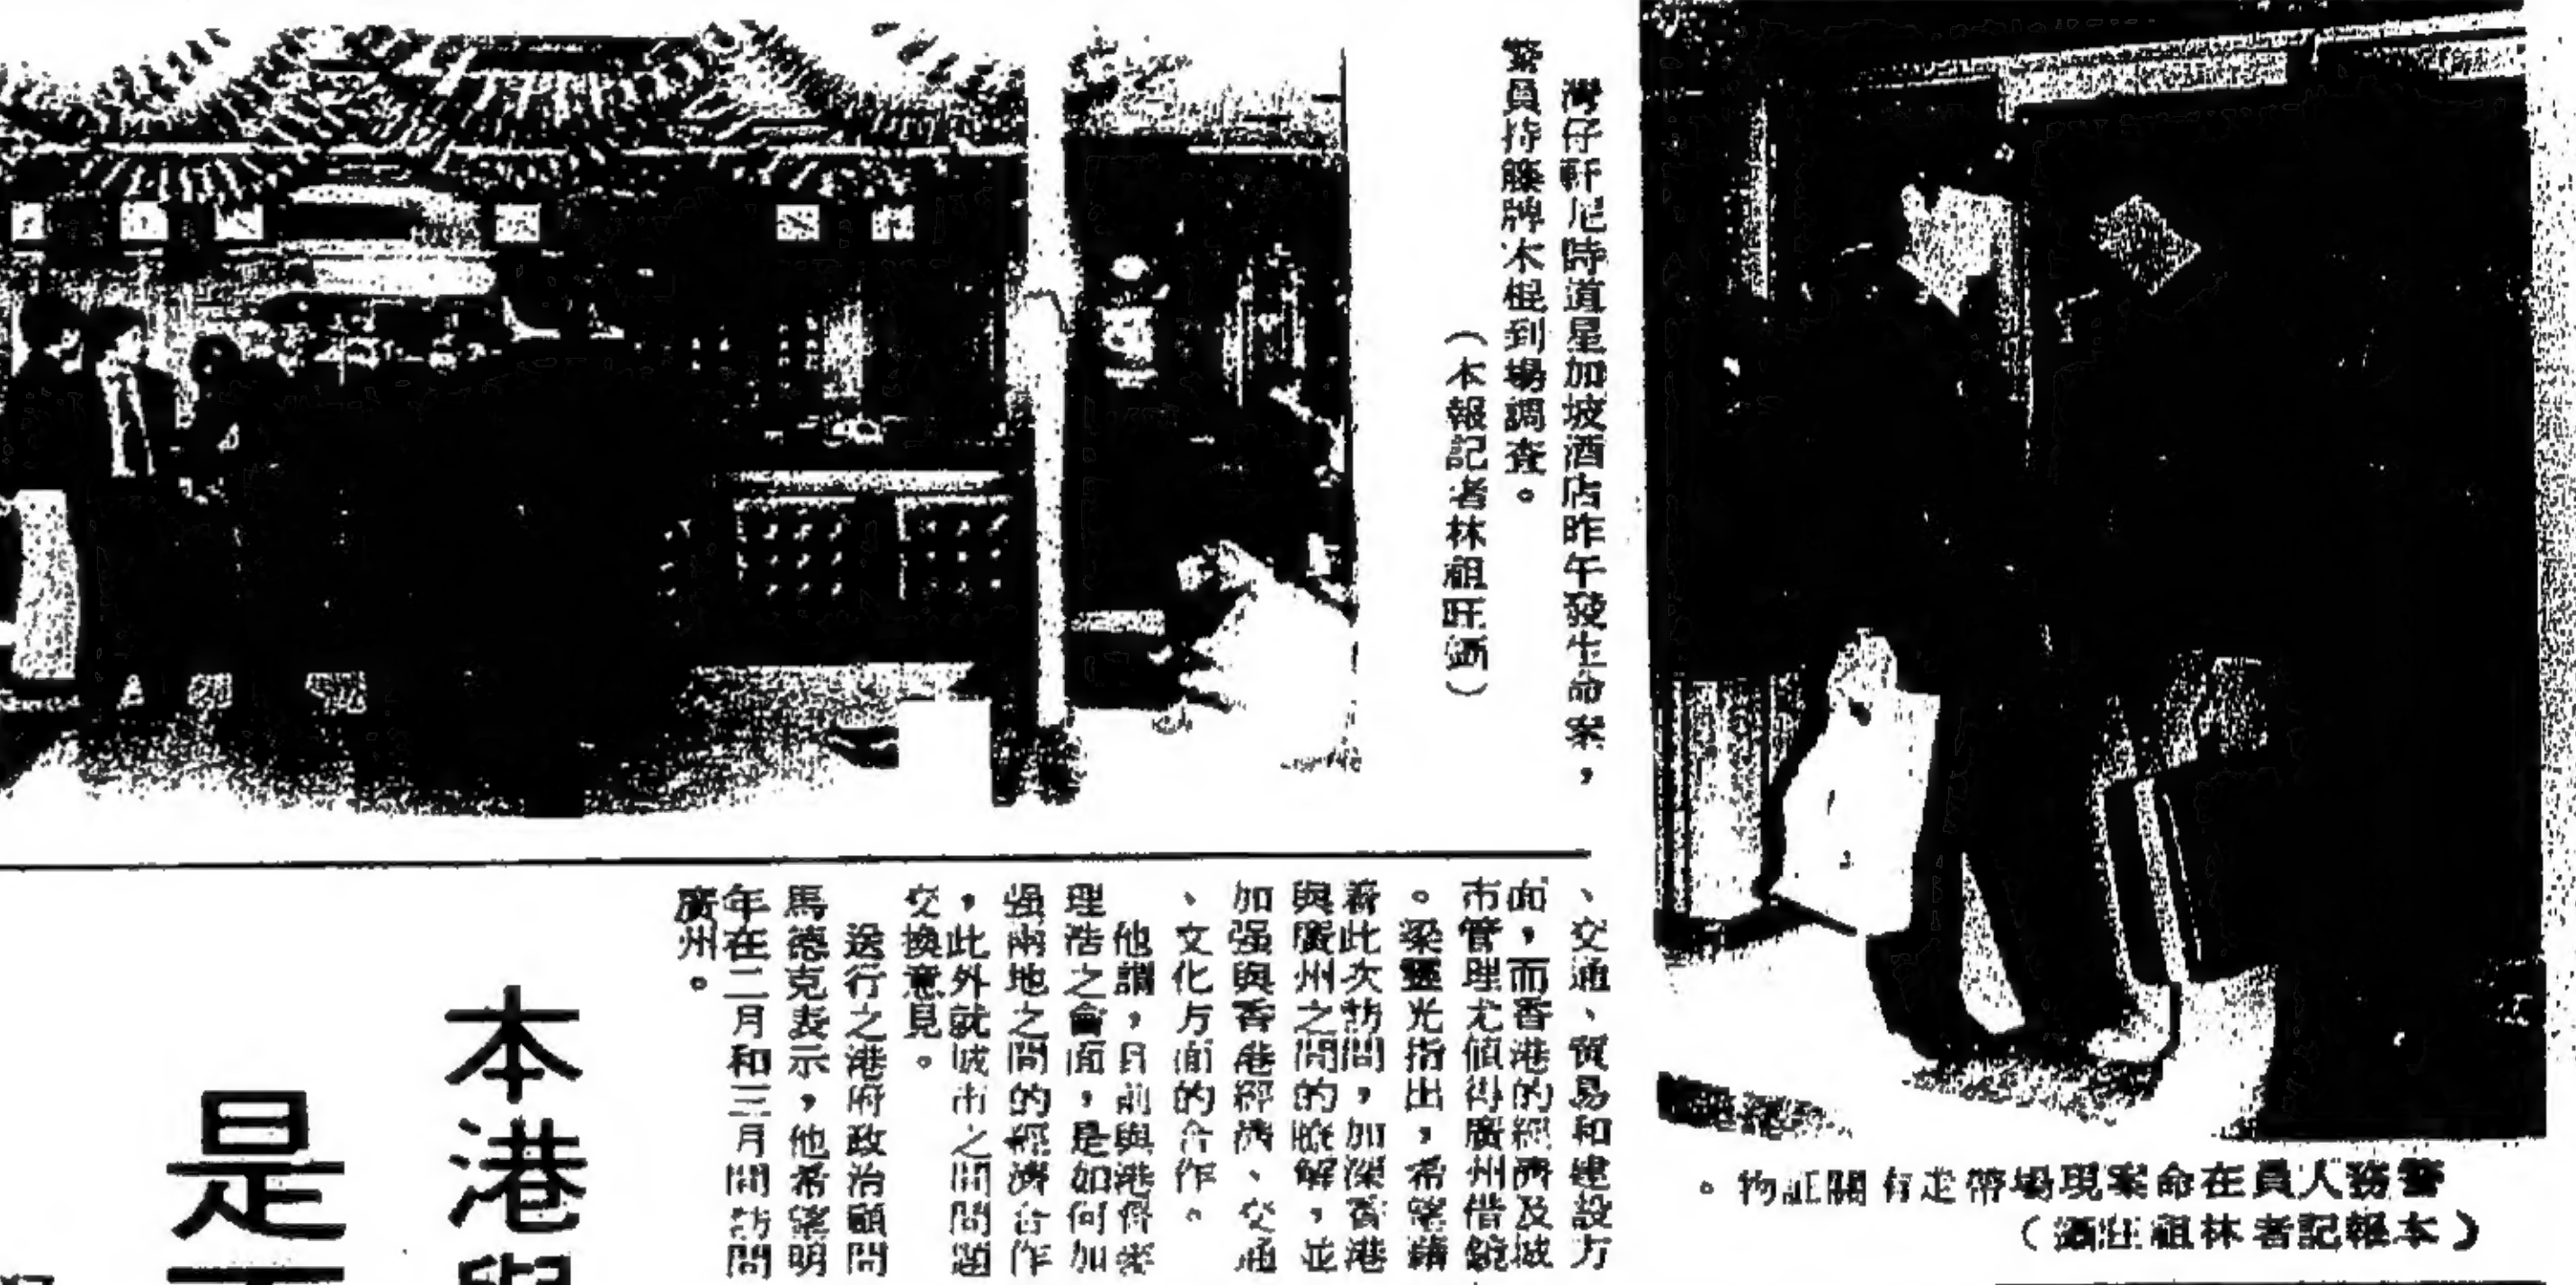 灣仔軒尼詩道星加坡酒店昨午發生命案，
警員持籐牌木棍到場調查。
（本報記者林祖旺攝）
。物証關有走帶場現案命在員人務警
（攝旺祖林者記報本）
、交通、貿易和建設方
面，而香港的經濟及城
市管理尤值得廣州借鏡
。梁靈光指出，希望藉
着此次訪問，加深香港
與廣州之間的瞭解，並
加强與香港經濟、交通
、文化方面的合作。
他謂，日前與港督麥
理浩之會面，是如何加
强兩地之間的經濟合作
，此外就城市之間問題
交換意見。
送行之港府政治顧問
馬德克表示，他希望明
年在二月和三月間訪問
廣州。
本港與
是